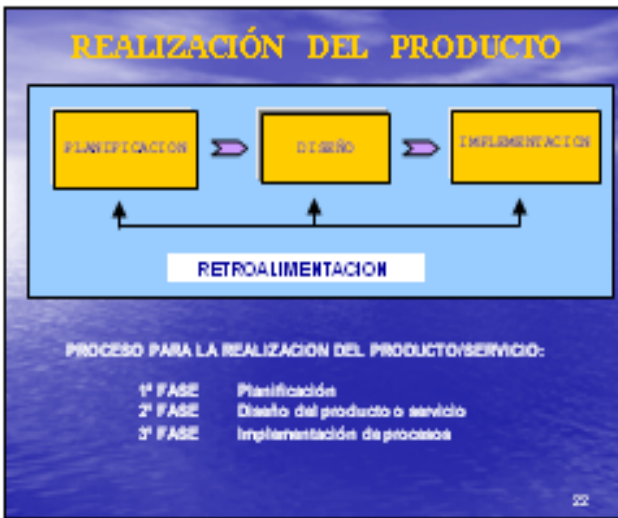 REALIZACIÓN DEL PRODUCTO
PLANIFICACION
DISEÑO
IMPLEMENTACION
RETROALIMENTACION
PROCESO PARA LA REALIZACION DEL PRODUCTO/SERVICIO:
1ª FASE Planificación
2ª FASE Diseño del producto o servicio
3ª FASE Implementación de procesos
22